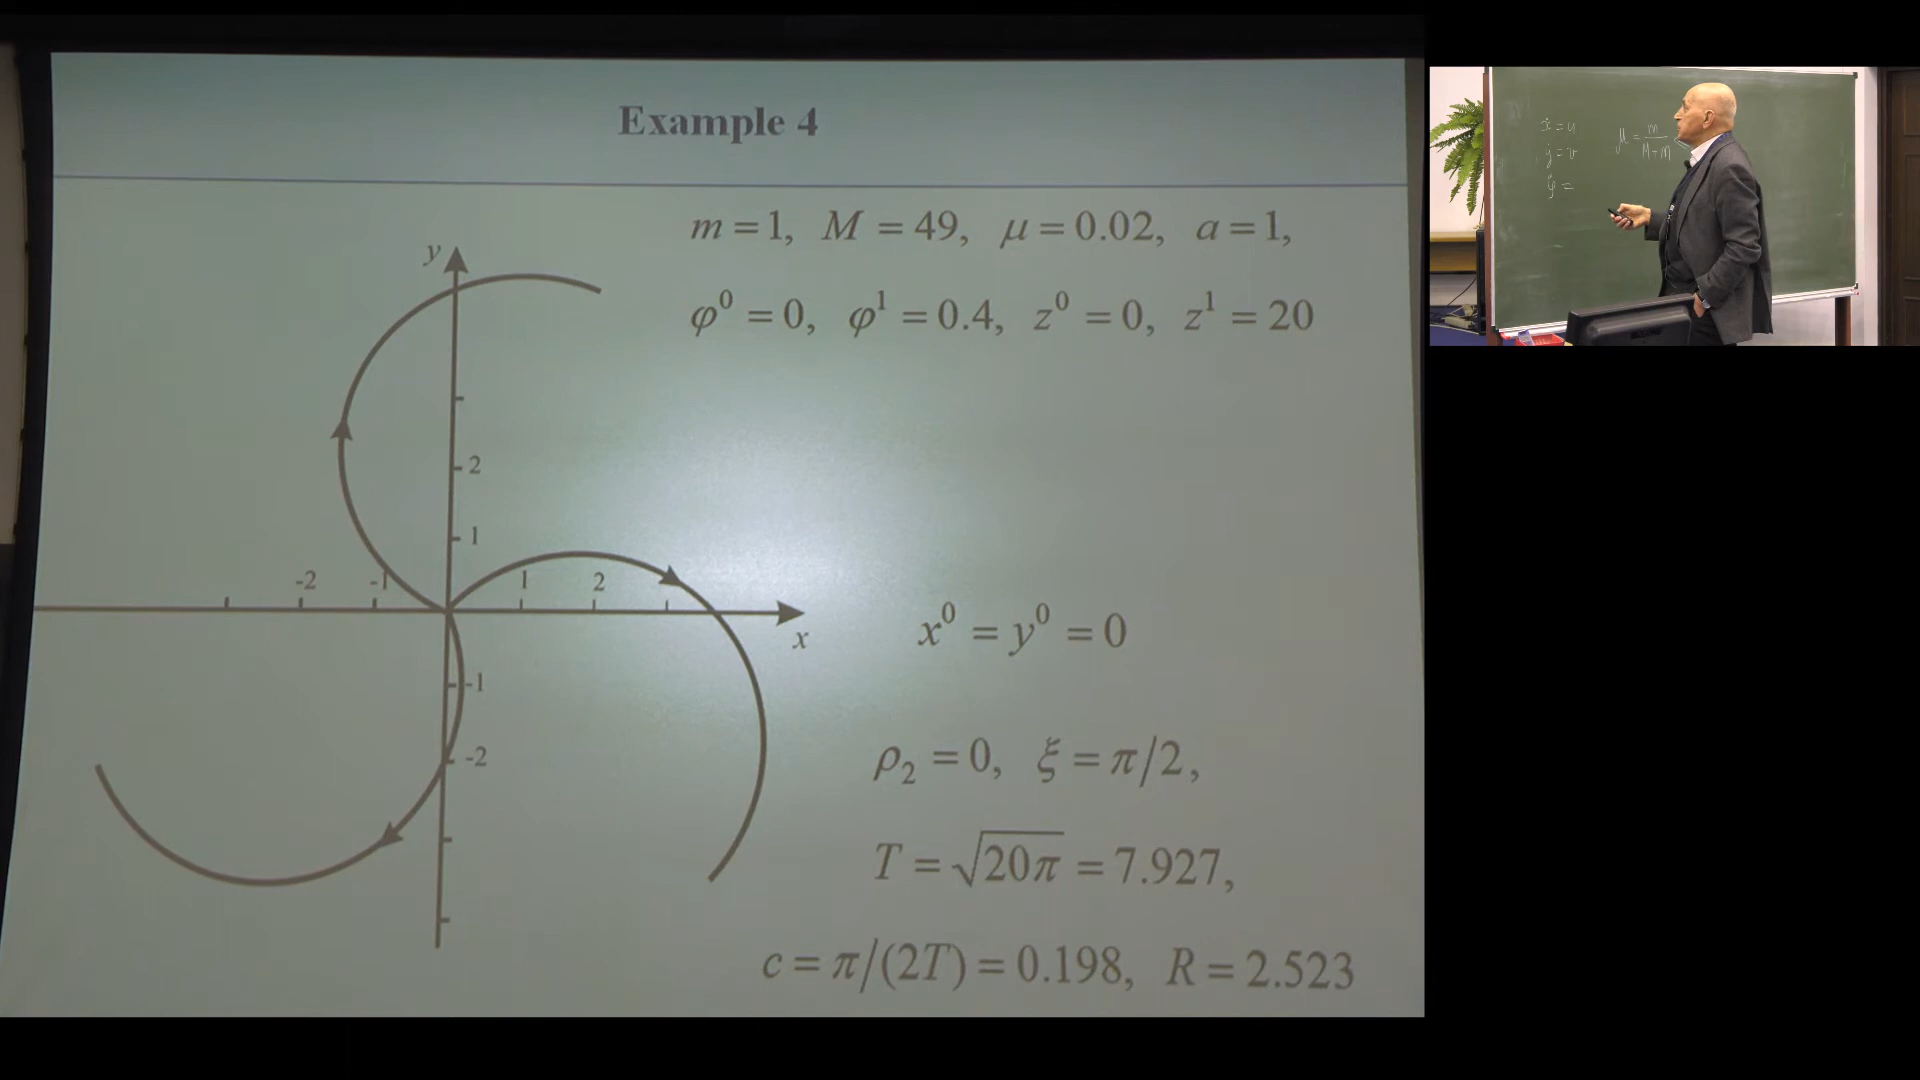 Example 4
m = 1, M = 49, μ = 0.02, a = 1,
φ⁰ = 0, φ¹ = 0.4, z⁰ = 0, z¹ = 20
y
2
1
-2 -1 1 2
x
-1
-2
x⁰ = y⁰ = 0
ρ₂ = 0, ξ = π/2,
T = √20π = 7.927,
c = π/(2T) = 0.198, R = 2.523
ẋ = u
ẏ = v
φ̇ =
μ = m/(M+m)